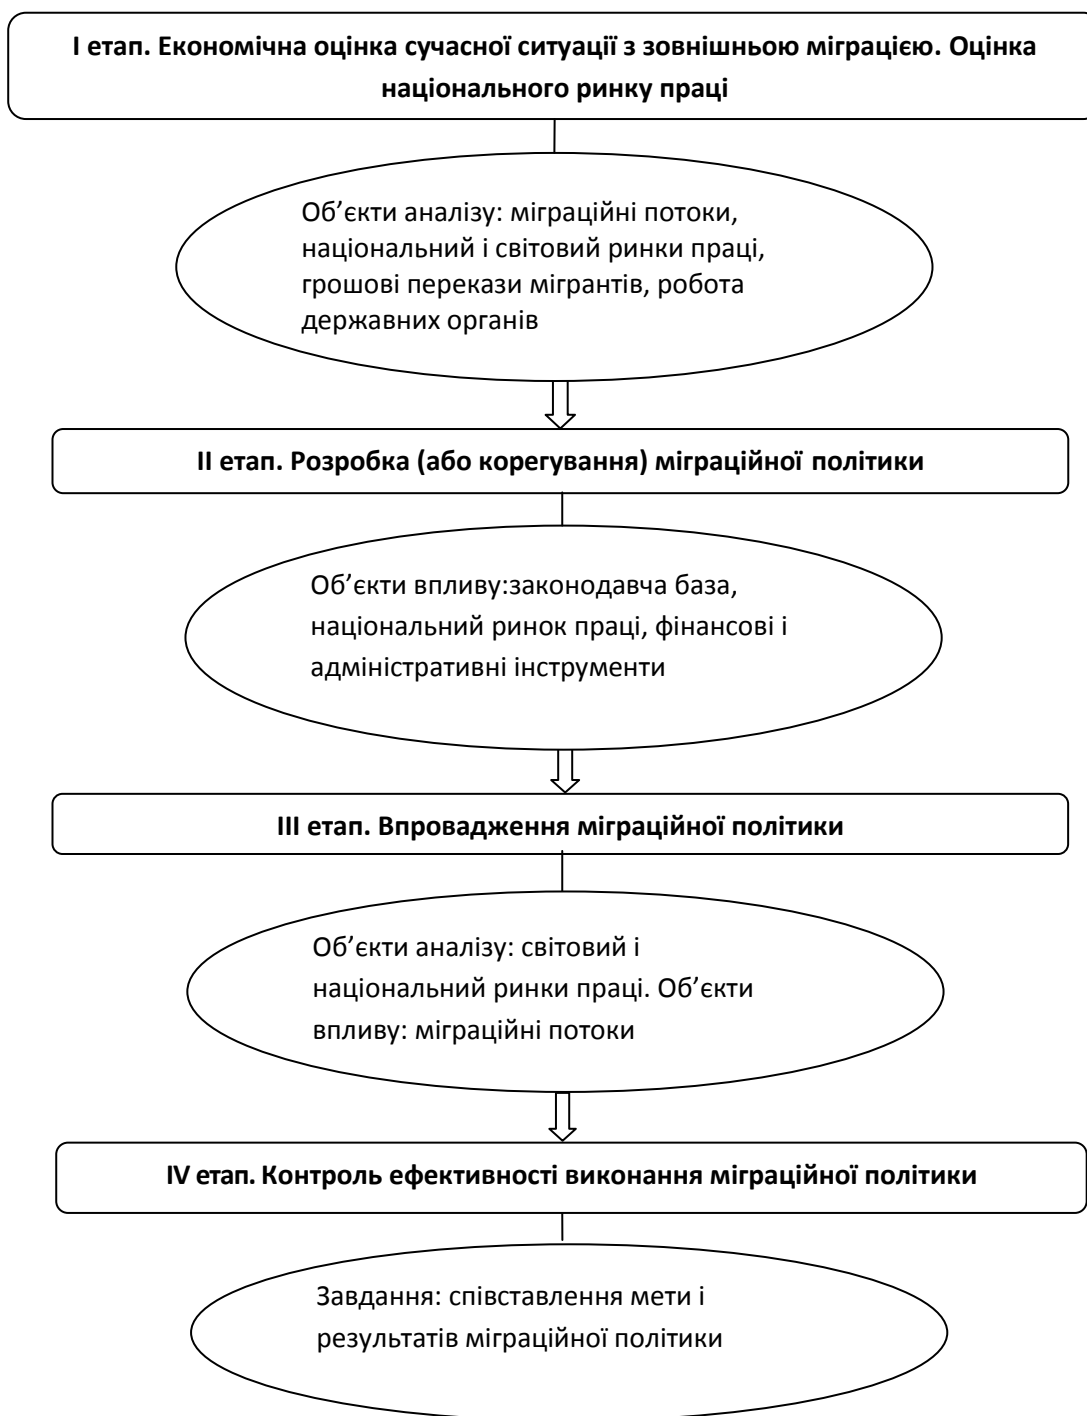 І етап. Економічна оцінка сучасної ситуації з зовнішньою міграцією. Оцінка
національного ринку праці
Об’єкти аналізу: міграційні потоки,
національний і світовий ринки праці,
грошові перекази мігрантів, робота
державних органів
ІІ етап. Розробка (або корегування) міграційної політики
Об’єкти впливу:законодавча база,
національний ринок праці, фінансові і
адміністративні інструменти
ІІІ етап. Впровадження міграційної політики
Об’єкти аналізу: світовий і
національний ринки праці. Об’єкти
впливу: міграційні потоки
IV етап. Контроль ефективності виконання міграційної політики
Завдання: співставлення мети і
результатів міграційної політики